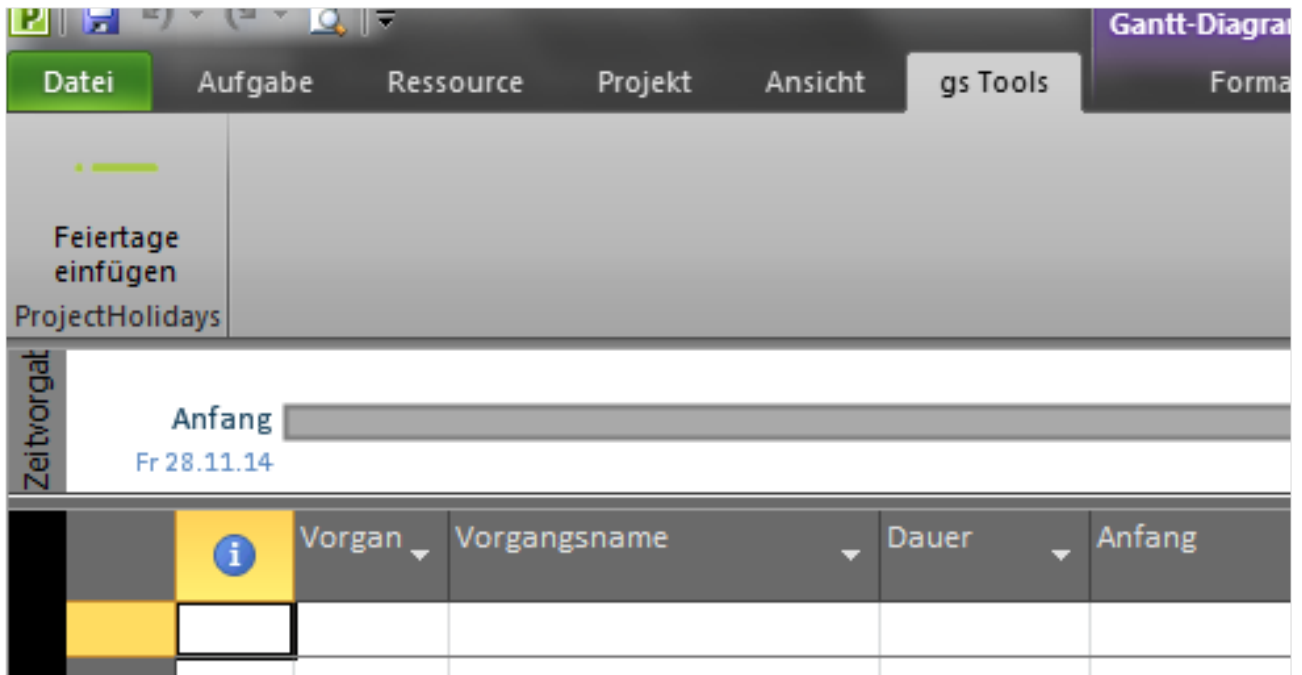 Gantt-Diagra
Datei Aufgabe Ressource Projekt Ansicht gs Tools Forma
Feiertage
einfügen
ProjectHolidays
Zeitvorgab
Anfang
Fr 28.11.14
Vorgan Vorgangsname Dauer Anfang